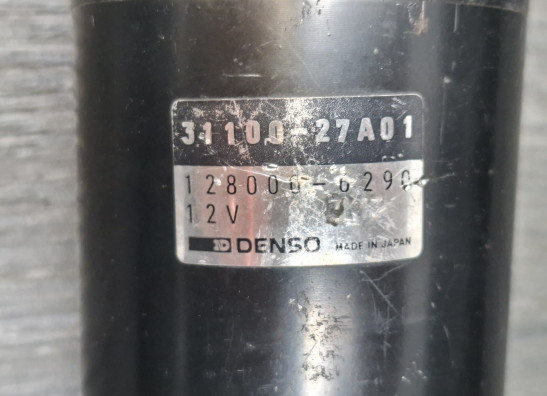 31100-27A01
128000-6290
12V
DENSO MADE IN JAPAN